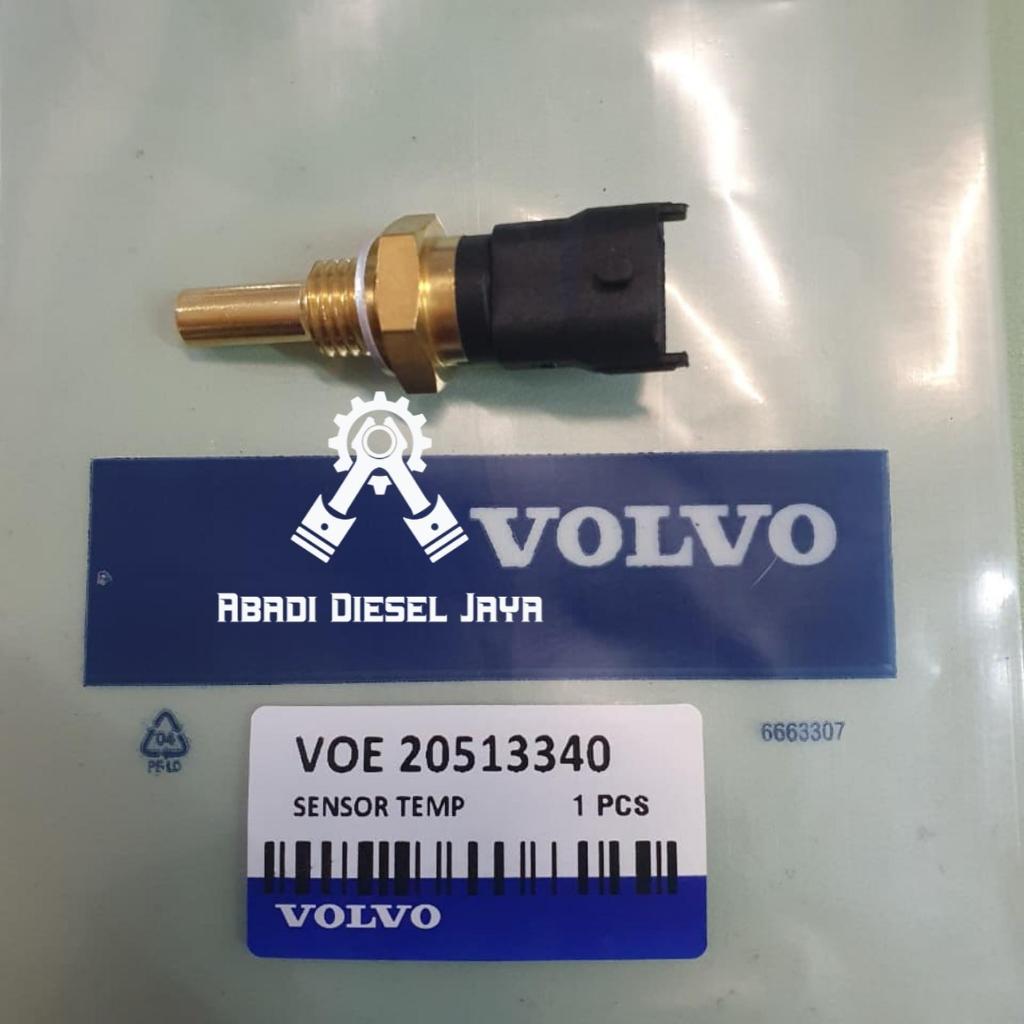 VOLVO
ABADI DIESEL JAYA
04
PE-LD
6663307
VOE 20513340
SENSOR TEMP 1 PCS
VOLVO